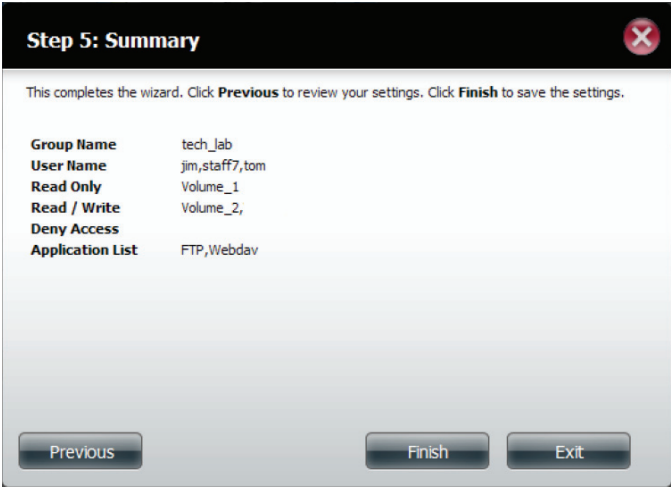 Step 5: Summary
This completes the wizard. Click Previous to review your settings. Click Finish to save the settings.
Group Name tech_lab
User Name jim,staff7,tom
Read Only Volume_1
Read / Write Volume_2,
Deny Access
Application List FTP,Webdav
Previous Finish Exit